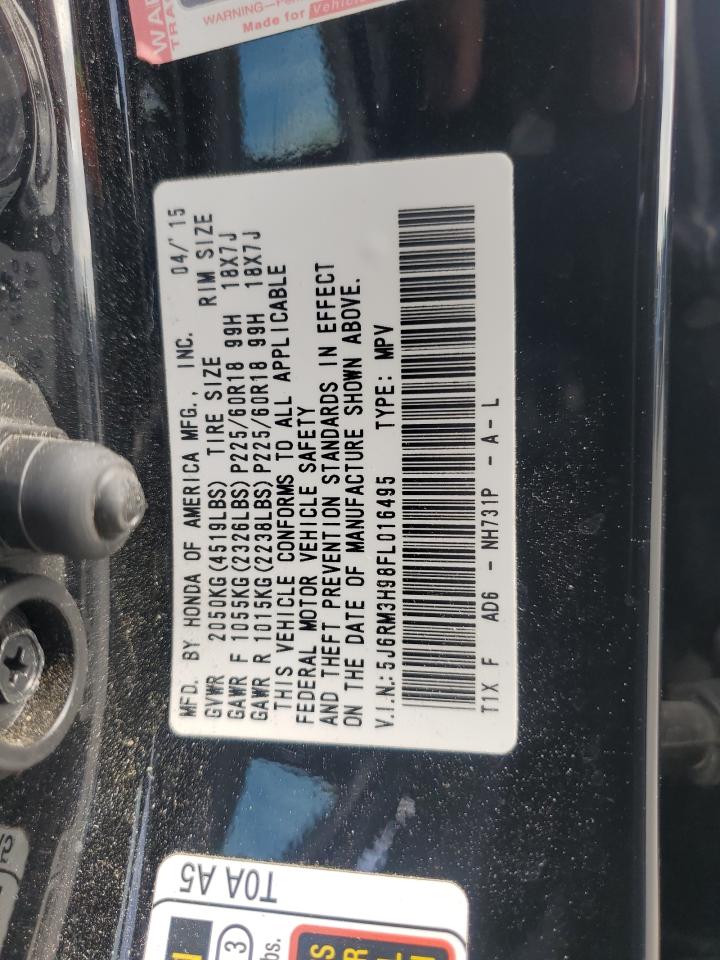 WARNING-
Made for Vehicl
MFD. BY HONDA OF AMERICA MFG., INC. 04/'15
GVWR 2050KG(4519LBS) TIRE SIZE RIM SIZE
GAWR F 1055KG(2326LBS)P225/60R18 99H 18X7J
GAWR R 1015KG(2238LBS)P225/60R18 99H 18X7J
THIS VEHICLE CONFORMS TO ALL APPLICABLE
FEDERAL MOTOR VEHICLE SAFETY
AND THEFT PREVENTION STANDARDS IN EFFECT
ON THE DATE OF MANUFACTURE SHOWN ABOVE.
V.I.N.:5J6RM3H98FL016495 TYPE: MPV
T1X F AD6 - NH731P - A - L
T0A A5
3
bs.